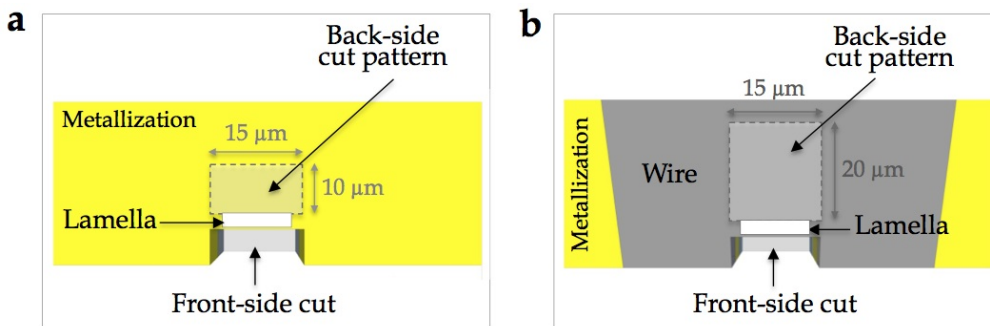 a
Back-side
cut pattern
Metallization
15 µm
10 µm
Lamella
Front-side cut
b
Back-side
cut pattern
15 µm
Metallization
Wire
20 µm
Lamella
Front-side cut